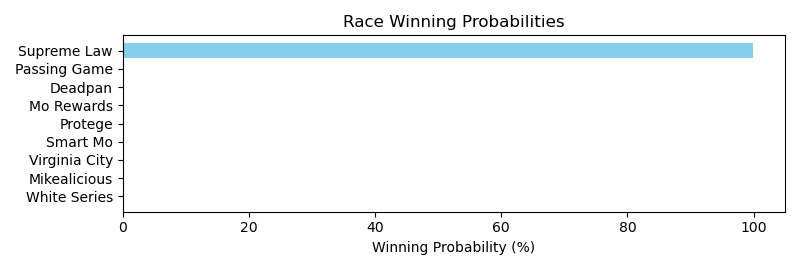 Race Winning Probabilities
Supreme Law
Passing Game
Deadpan
Mo Rewards
Protege
Smart Mo
Virginia City
Mikealicious
White Series
0 20 40 60 80 100
Winning Probability (%)